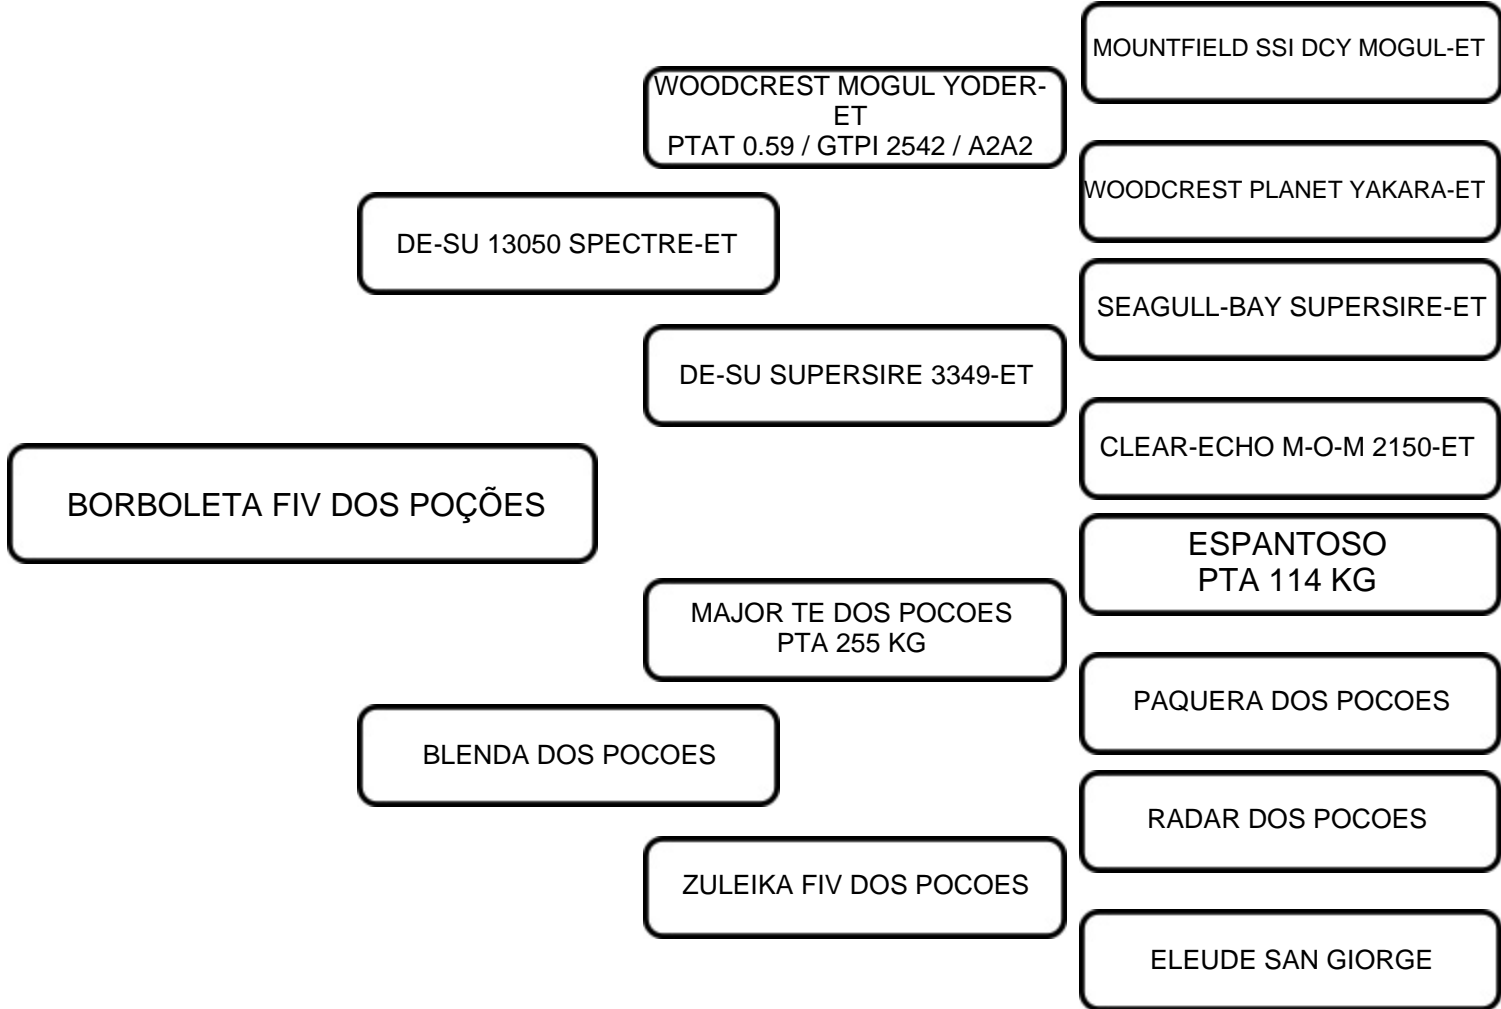 MOUNTFIELD SSI DCY MOGUL-ET
WOODCREST MOGUL YODER-
ET
PTAT 0.59 / GTPI 2542 / A2A2
WOODCREST PLANET YAKARA-ET
DE-SU 13050 SPECTRE-ET
SEAGULL-BAY SUPERSIRE-ET
DE-SU SUPERSIRE 3349-ET
CLEAR-ECHO M-O-M 2150-ET
BORBOLETA FIV DOS POÇÕES
ESPANTOSO
PTA 114 KG
MAJOR TE DOS POCOES
PTA 255 KG
PAQUERA DOS POCOES
BLENDA DOS POCOES
RADAR DOS POCOES
ZULEIKA FIV DOS POCOES
ELEUDE SAN GIORGE